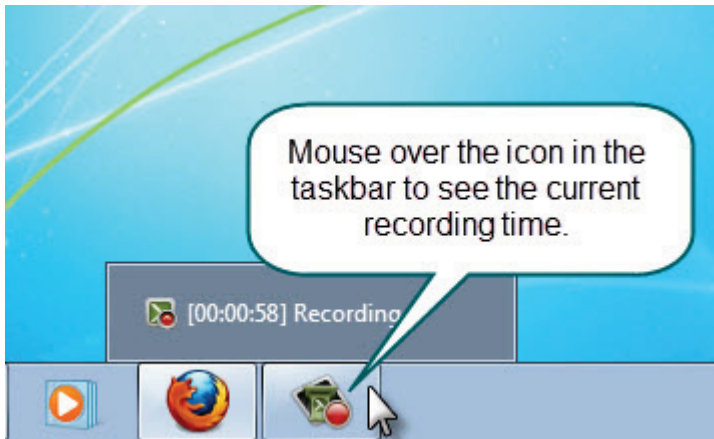 Mouse over the icon in the
taskbar to see the current
recording time.
[00:00:58] Recording